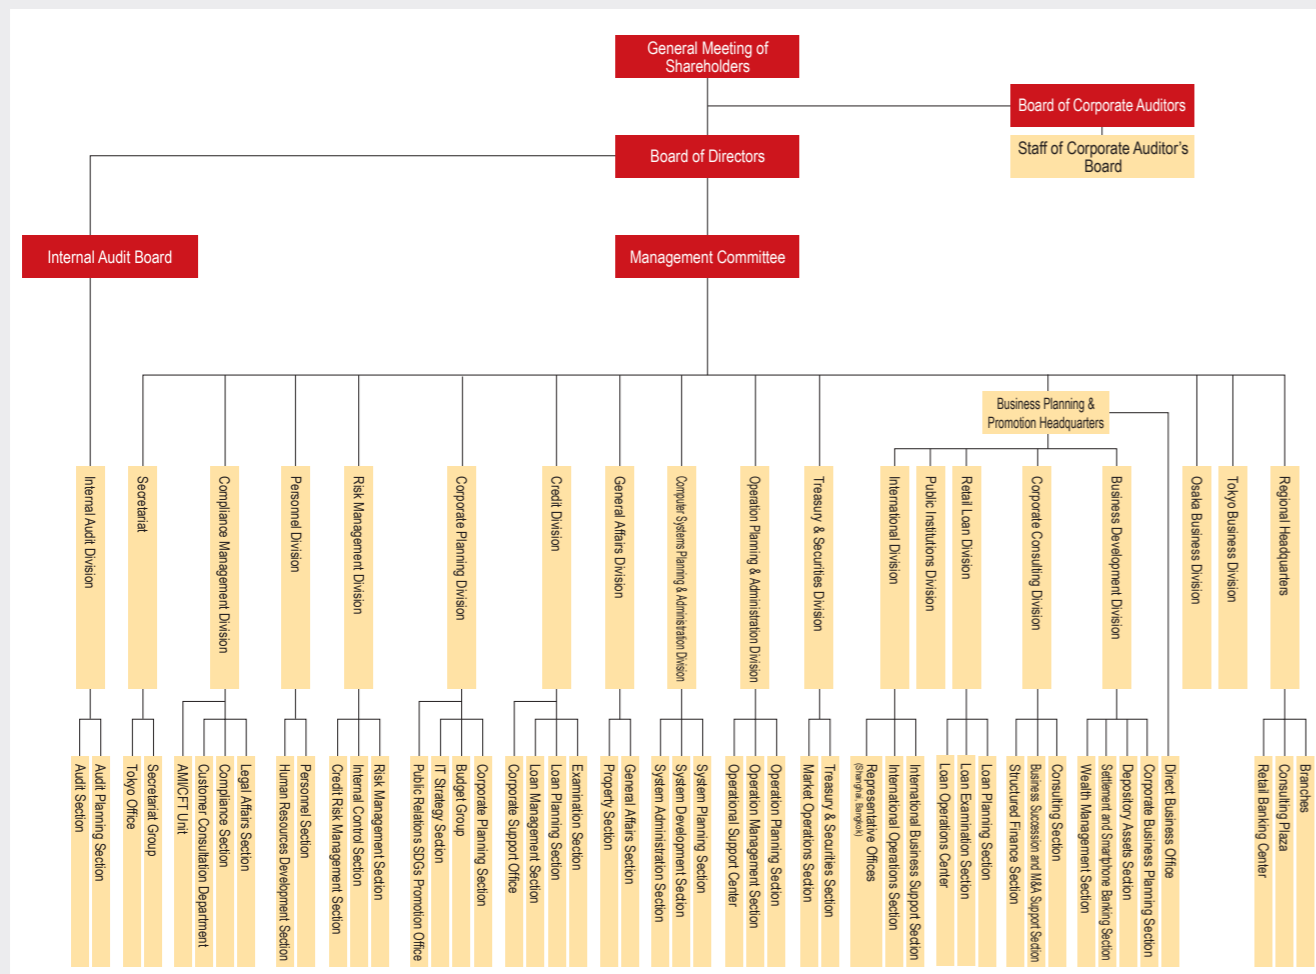 General Meeting of
Shareholders
Board of Corporate Auditors
Staff of Corporate Auditor's
Board
Board of Directors
Internal Audit Board
Management Committee
Business Planning &
Promotion Headquarters
Internal Audit Division
Secretariat
Compliance Management Division
Personnel Division
Risk Management Division
Corporate Planning Division
Credit Division
General Affairs Division
Computer Systems Planning & Administration Division
Operation Planning & Administration Division
Treasury & Securities Division
International Division
Public Institutions Division
Retail Loan Division
Corporate Consulting Division
Business Development Division
Osaka Business Division
Tokyo Business Division
Regional Headquarters
Audit Section
Audit Planning Section
Tokyo Office
Secretariat Group
AMl/CFT Unit
Customer Consultation Department
Compliance Section
Legal Affairs Section
Human Resources Development Section
Personnel Section
Credit Risk Management Section
Internal Control Section
Risk Management Section
Public Relations SDGs Promotion Office
IT Strategy Section
Budget Group
Corporate Planning Section
Corporate Support Office
Loan Management Section
Loan Planning Section
Examination Section
Property Section
General Affairs Section
System Administration Section
System Development Section
System Planning Section
Operational Support Center
Operation Management Section
Operation Planning Section
Market Operations Section
Treasury & Securities Section
Representative Offices
(Shanghai, Bangkok)
International Operations Section
International Business Support Section
Loan Operations Center
Loan Examination Section
Loan Planning Section
Structured Finance Section
Business Succession and M&A Support Section
Consulting Section
Wealth Management Section
Settlement and Smartphone Banking Section
Depository Assets Section
Corporate Business Planning Section
Direct Business Office
Retail Banking Center
Consulting Plaza
Branches